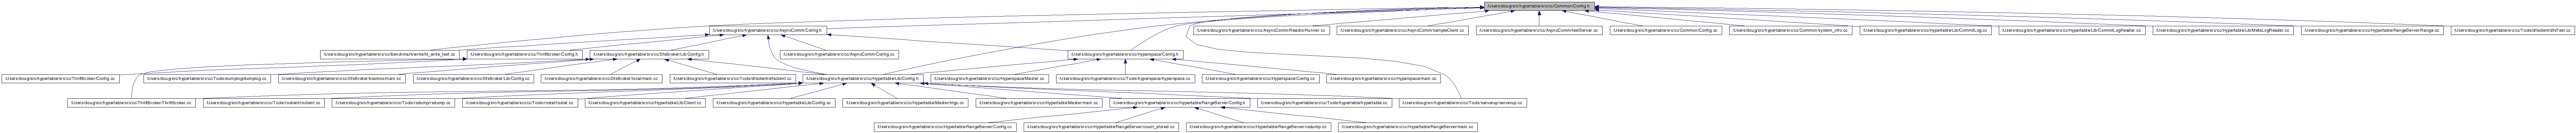 /Users/doug/src/hypertable/src/cc/Common/Config.h
/Users/doug/src/hypertable/src/cc/AsyncComm/Config.h
/Users/doug/src/hypertable/src/cc/AsyncComm/ReactorRunner.cc
/Users/doug/src/hypertable/src/cc/AsyncComm/sampleClient.cc
/Users/doug/src/hypertable/src/cc/AsyncComm/testServer.cc
/Users/doug/src/hypertable/src/cc/Common/Config.cc
/Users/doug/src/hypertable/src/cc/Common/system_info.cc
/Users/doug/src/hypertable/src/cc/Hypertable/Lib/CommitLog.cc
/Users/doug/src/hypertable/src/cc/Hypertable/Lib/CommitLogReader.cc
/Users/doug/src/hypertable/src/cc/Hypertable/Lib/MetaLogReader.cc
/Users/doug/src/hypertable/src/cc/Hypertable/RangeServer/Range.cc
/Users/doug/src/hypertable/src/cc/Tools/dfsclient/dfsTest.cc
/Users/doug/src/hypertable/src/cc/Benchmark/write/ht_write_test.cc
/Users/doug/src/hypertable/src/cc/ThriftBroker/Config.h
/Users/doug/src/hypertable/src/cc/DfsBroker/Lib/Config.h
/Users/doug/src/hypertable/src/cc/AsyncComm/Config.cc
/Users/doug/src/hypertable/src/cc/Hyperspace/Config.h
/Users/doug/src/hypertable/src/cc/ThriftBroker/Config.cc
/Users/doug/src/hypertable/src/cc/Tools/dumplog/dumplog.cc
/Users/doug/src/hypertable/src/cc/DfsBroker/kosmos/main.cc
/Users/doug/src/hypertable/src/cc/DfsBroker/Lib/Config.cc
/Users/doug/src/hypertable/src/cc/DfsBroker/local/main.cc
/Users/doug/src/hypertable/src/cc/Tools/dfsclient/dfsclient.cc
/Users/doug/src/hypertable/src/cc/Hypertable/Lib/Config.h
/Users/doug/src/hypertable/src/cc/Hyperspace/Master.cc
/Users/doug/src/hypertable/src/cc/Tools/hyperspace/hyperspace.cc
/Users/doug/src/hypertable/src/cc/Hyperspace/Config.cc
/Users/doug/src/hypertable/src/cc/Hyperspace/main.cc
/Users/doug/src/hypertable/src/cc/ThriftBroker/ThriftBroker.cc
/Users/doug/src/hypertable/src/cc/Tools/rsclient/rsclient.cc
/Users/doug/src/hypertable/src/cc/Tools/rsdump/rsdump.cc
/Users/doug/src/hypertable/src/cc/Tools/rsstat/rsstat.cc
/Users/doug/src/hypertable/src/cc/Hypertable/Lib/Client.cc
/Users/doug/src/hypertable/src/cc/Hypertable/Lib/Config.cc
/Users/doug/src/hypertable/src/cc/Hypertable/Master/htgc.cc
/Users/doug/src/hypertable/src/cc/Hypertable/Master/main.cc
/Users/doug/src/hypertable/src/cc/Hypertable/RangeServer/Config.h
/Users/doug/src/hypertable/src/cc/Tools/hypertable/hypertable.cc
/Users/doug/src/hypertable/src/cc/Tools/serverup/serverup.cc
/Users/doug/src/hypertable/src/cc/Hypertable/RangeServer/Config.cc
/Users/doug/src/hypertable/src/cc/Hypertable/RangeServer/count_stored.cc
/Users/doug/src/hypertable/src/cc/Hypertable/RangeServer/csdump.cc
/Users/doug/src/hypertable/src/cc/Hypertable/RangeServer/main.cc